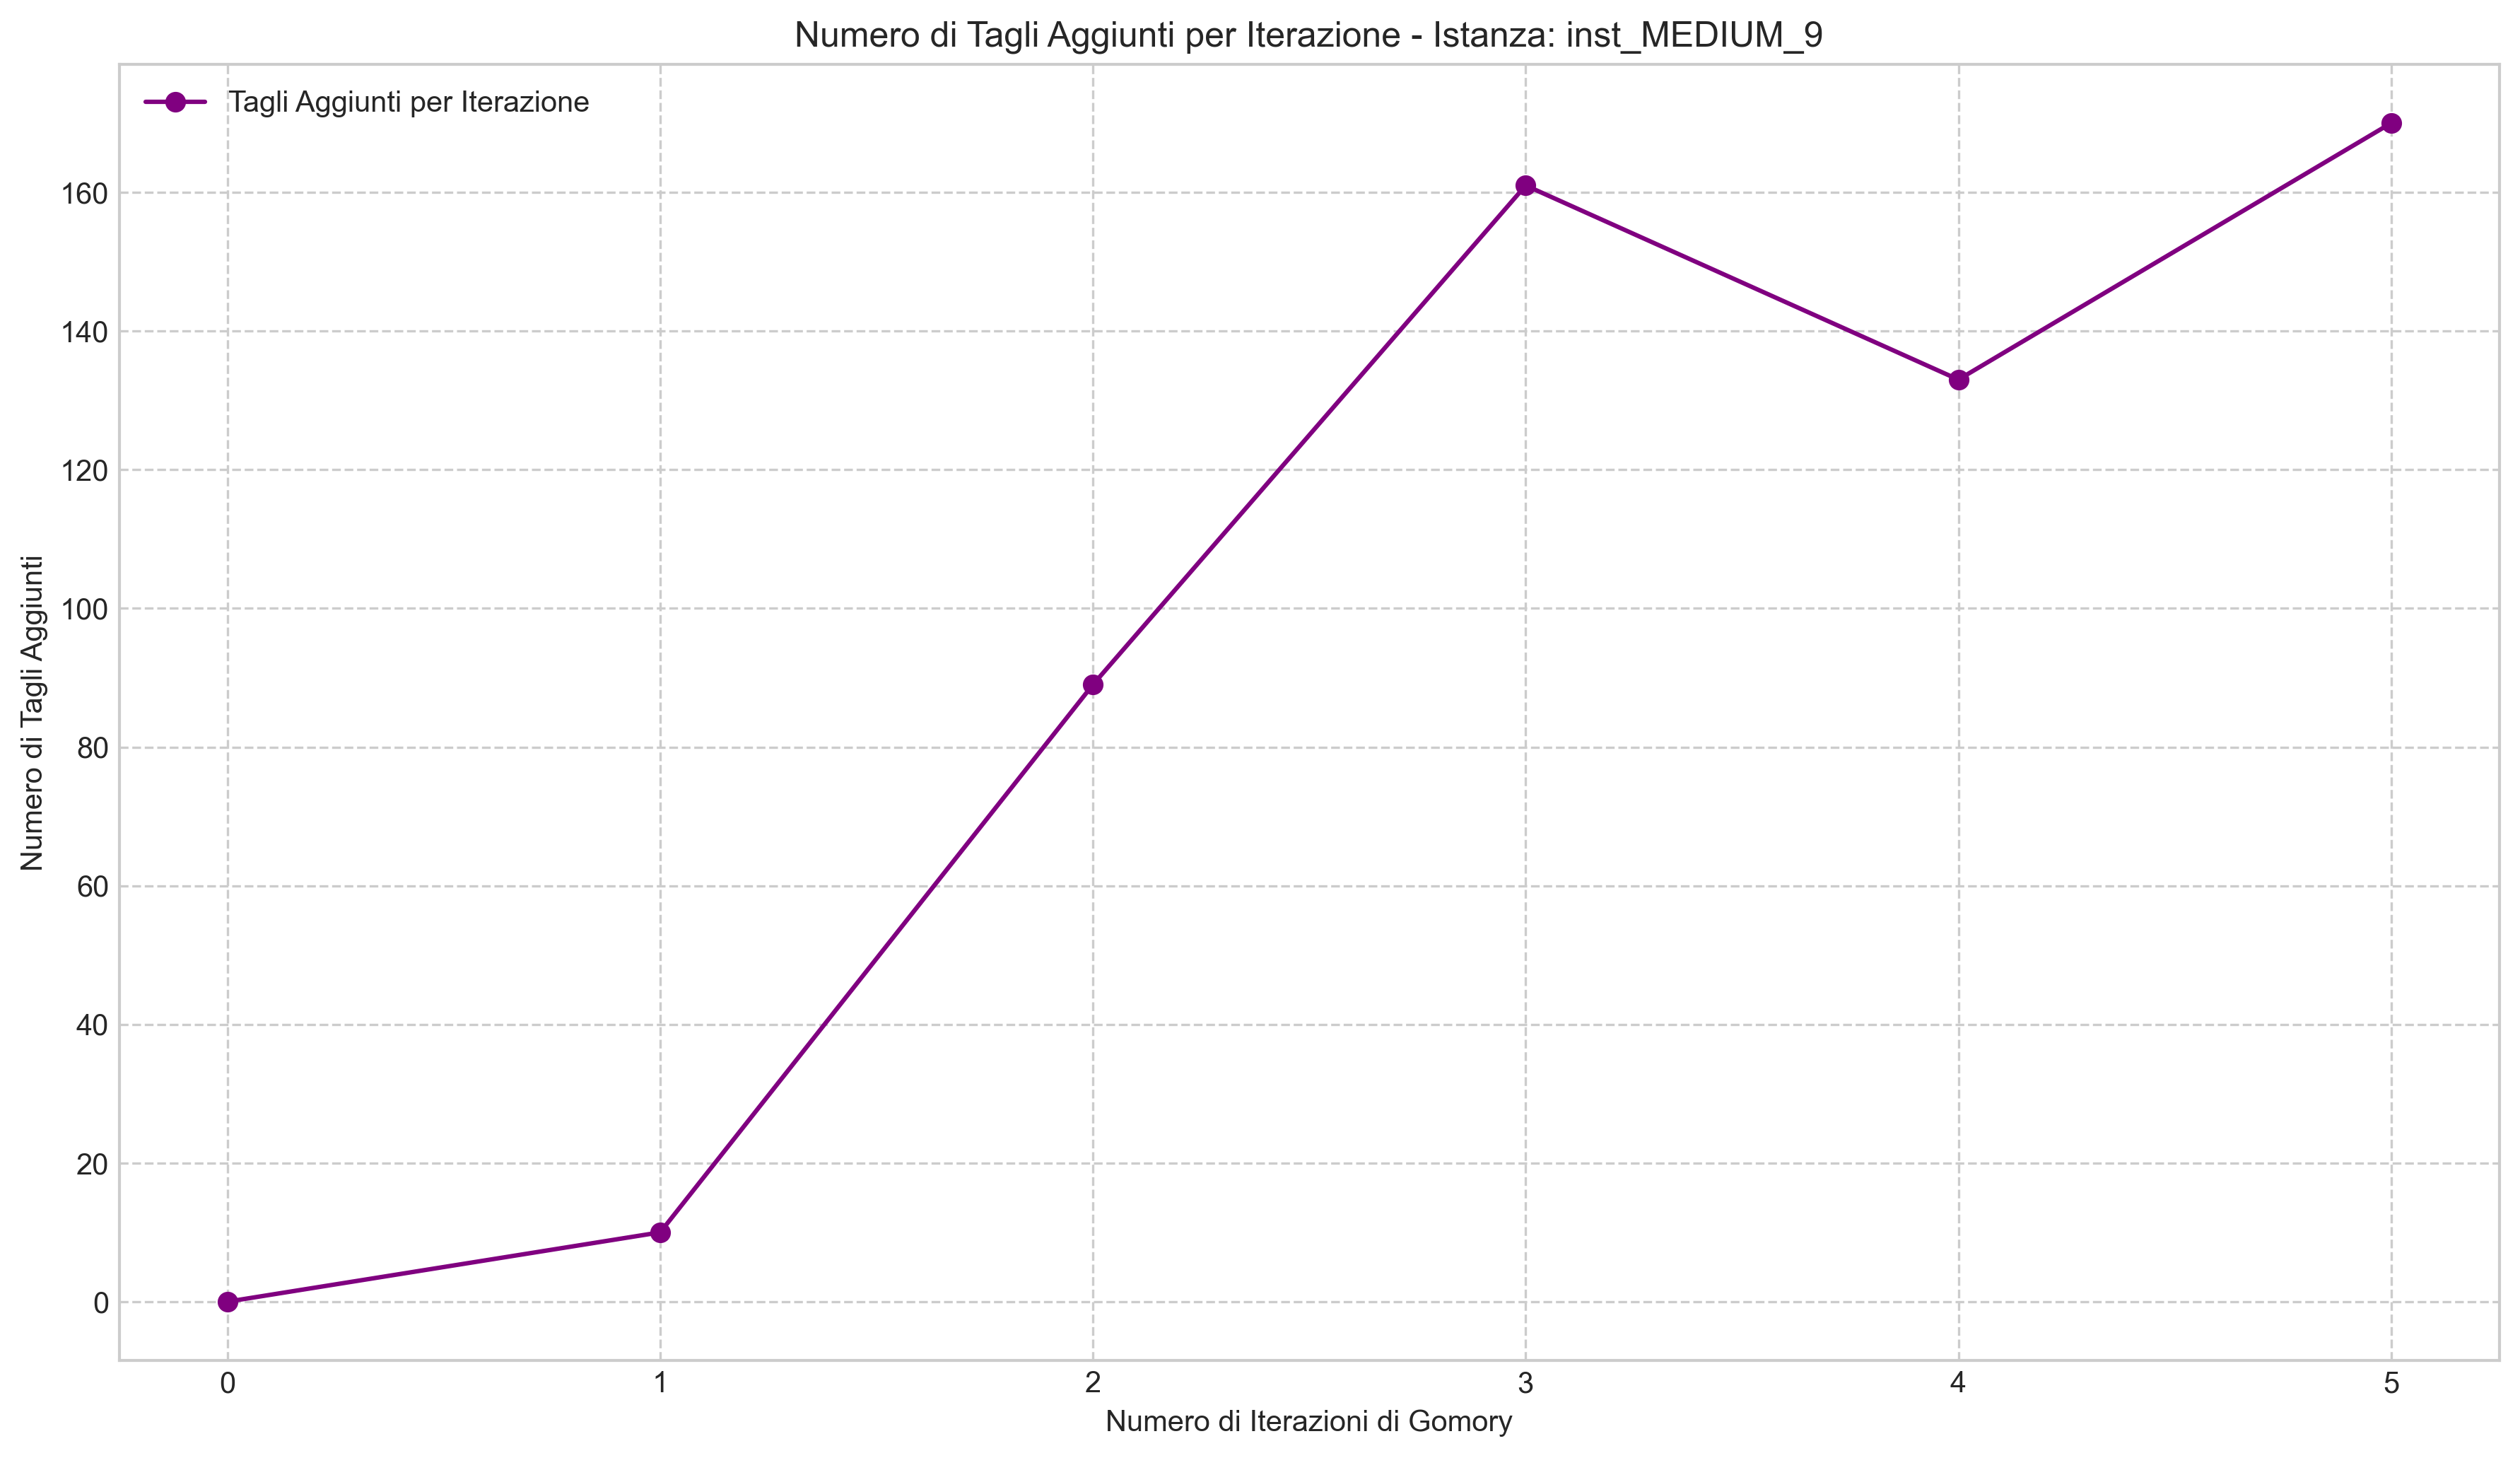 Numero di Tagli Aggiunti per Iterazione - Istanza: inst_MEDIUM_9
Tagli Aggiunti per Iterazione
Numero di Tagli Aggiunti
160
140
120
100
80
60
40
20
0
0 1 2 3 4 5
Numero di Iterazioni di Gomory